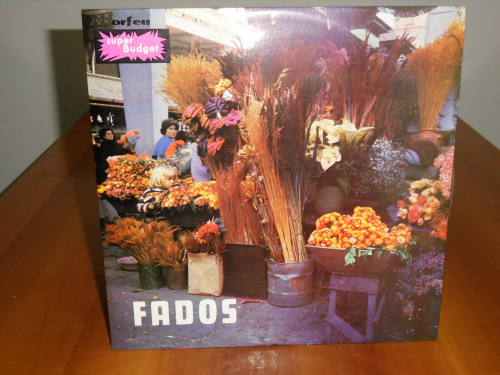 orfeu
super
Budget
FADOS